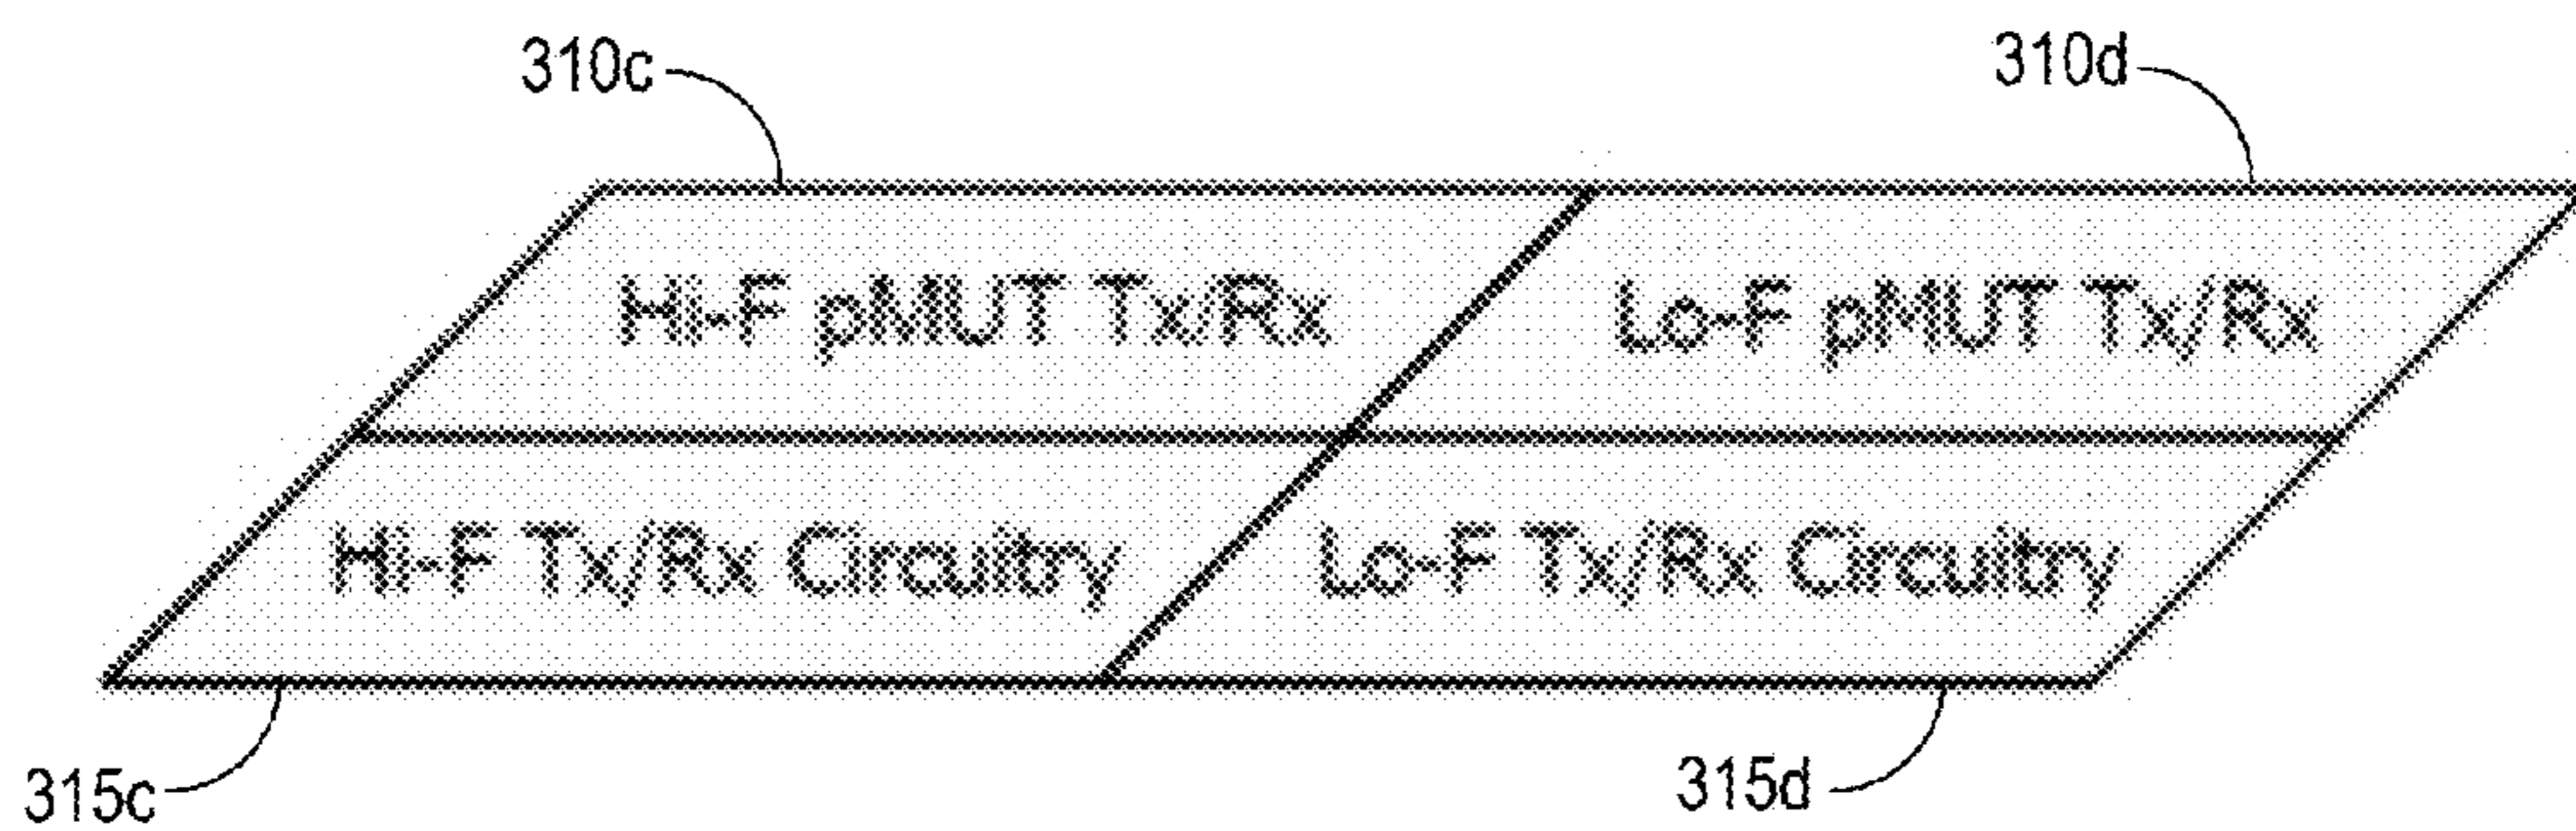 310c
310d
Hi-F pMUT Tx/Rx
Lo-F pMUT Tx/Rx
Hi-F Tx/Rx Circuitry
Lo-F Tx/Rx Circuitry
315c
315d